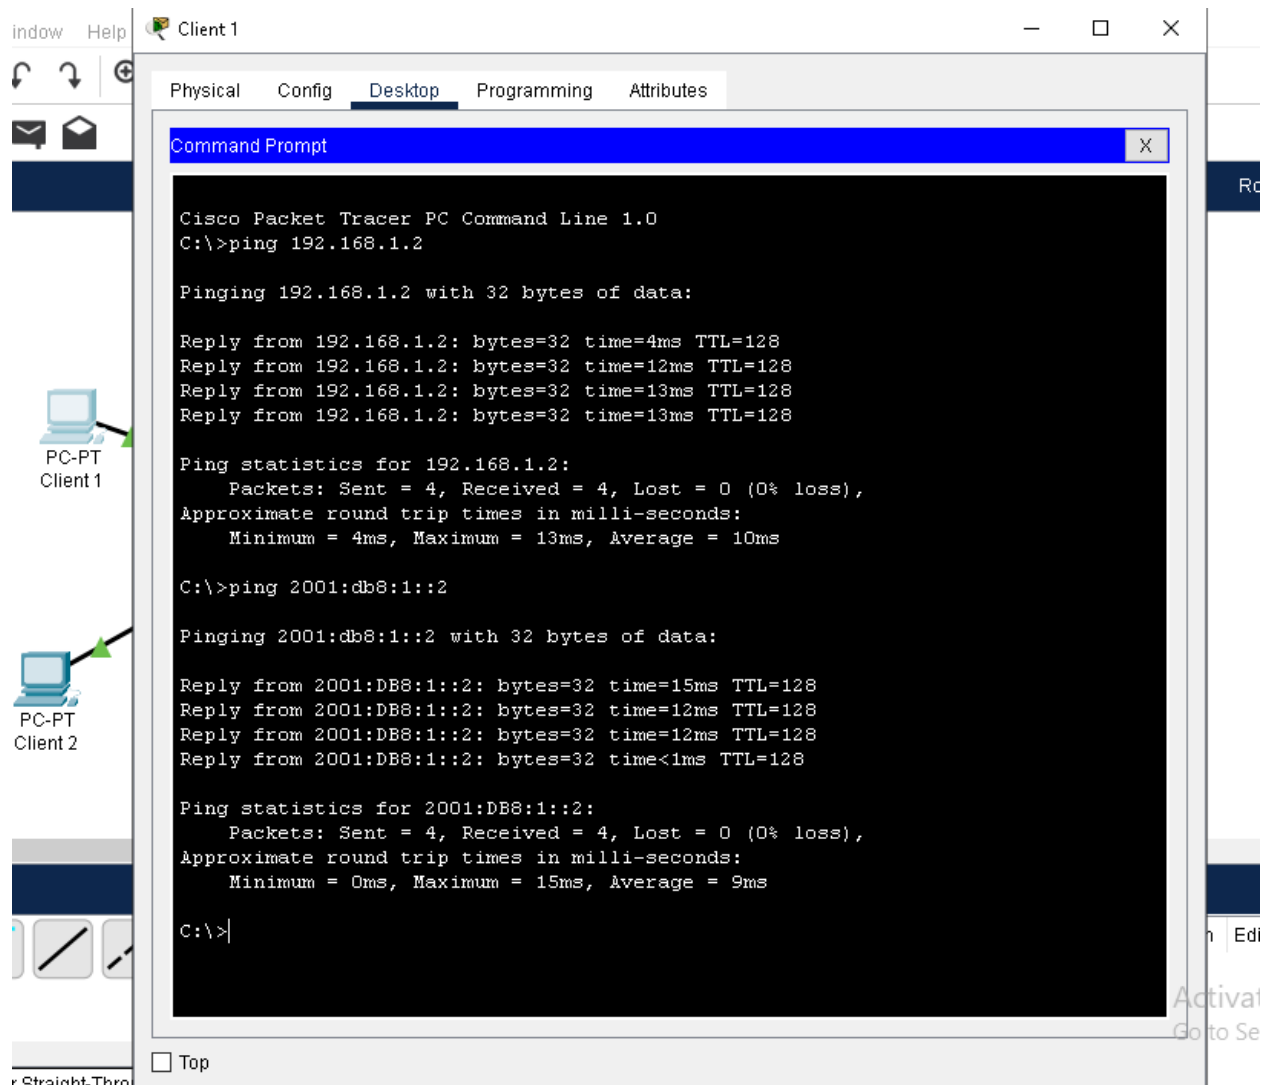 indow Help
Client 1
Physical Config Desktop Programming Attributes
Command Prompt
X
Ro
Cisco Packet Tracer PC Command Line 1.0
C:\>ping 192.168.1.2
Pinging 192.168.1.2 with 32 bytes of data:
Reply from 192.168.1.2: bytes=32 time=4ms TTL=128
Reply from 192.168.1.2: bytes=32 time=12ms TTL=128
Reply from 192.168.1.2: bytes=32 time=13ms TTL=128
Reply from 192.168.1.2: bytes=32 time=13ms TTL=128
Ping statistics for 192.168.1.2:
Packets: Sent = 4, Received = 4, Lost = 0 (0% loss),
Approximate round trip times in milli-seconds:
Minimum = 4ms, Maximum = 13ms, Average = 10ms
C:\>ping 2001:db8:1::2
Pinging 2001:db8:1::2 with 32 bytes of data:
Reply from 2001:DB8:1::2: bytes=32 time=15ms TTL=128
Reply from 2001:DB8:1::2: bytes=32 time=12ms TTL=128
Reply from 2001:DB8:1::2: bytes=32 time=12ms TTL=128
Reply from 2001:DB8:1::2: bytes=32 time<1ms TTL=128
Ping statistics for 2001:DB8:1::2:
Packets: Sent = 4, Received = 4, Lost = 0 (0% loss),
Approximate round trip times in milli-seconds:
Minimum = 0ms, Maximum = 15ms, Average = 9ms
C:\>
PC-PT
Client 1
PC-PT
Client 2
Edi
Activat
Go to Se
Top
r Straight-Throu